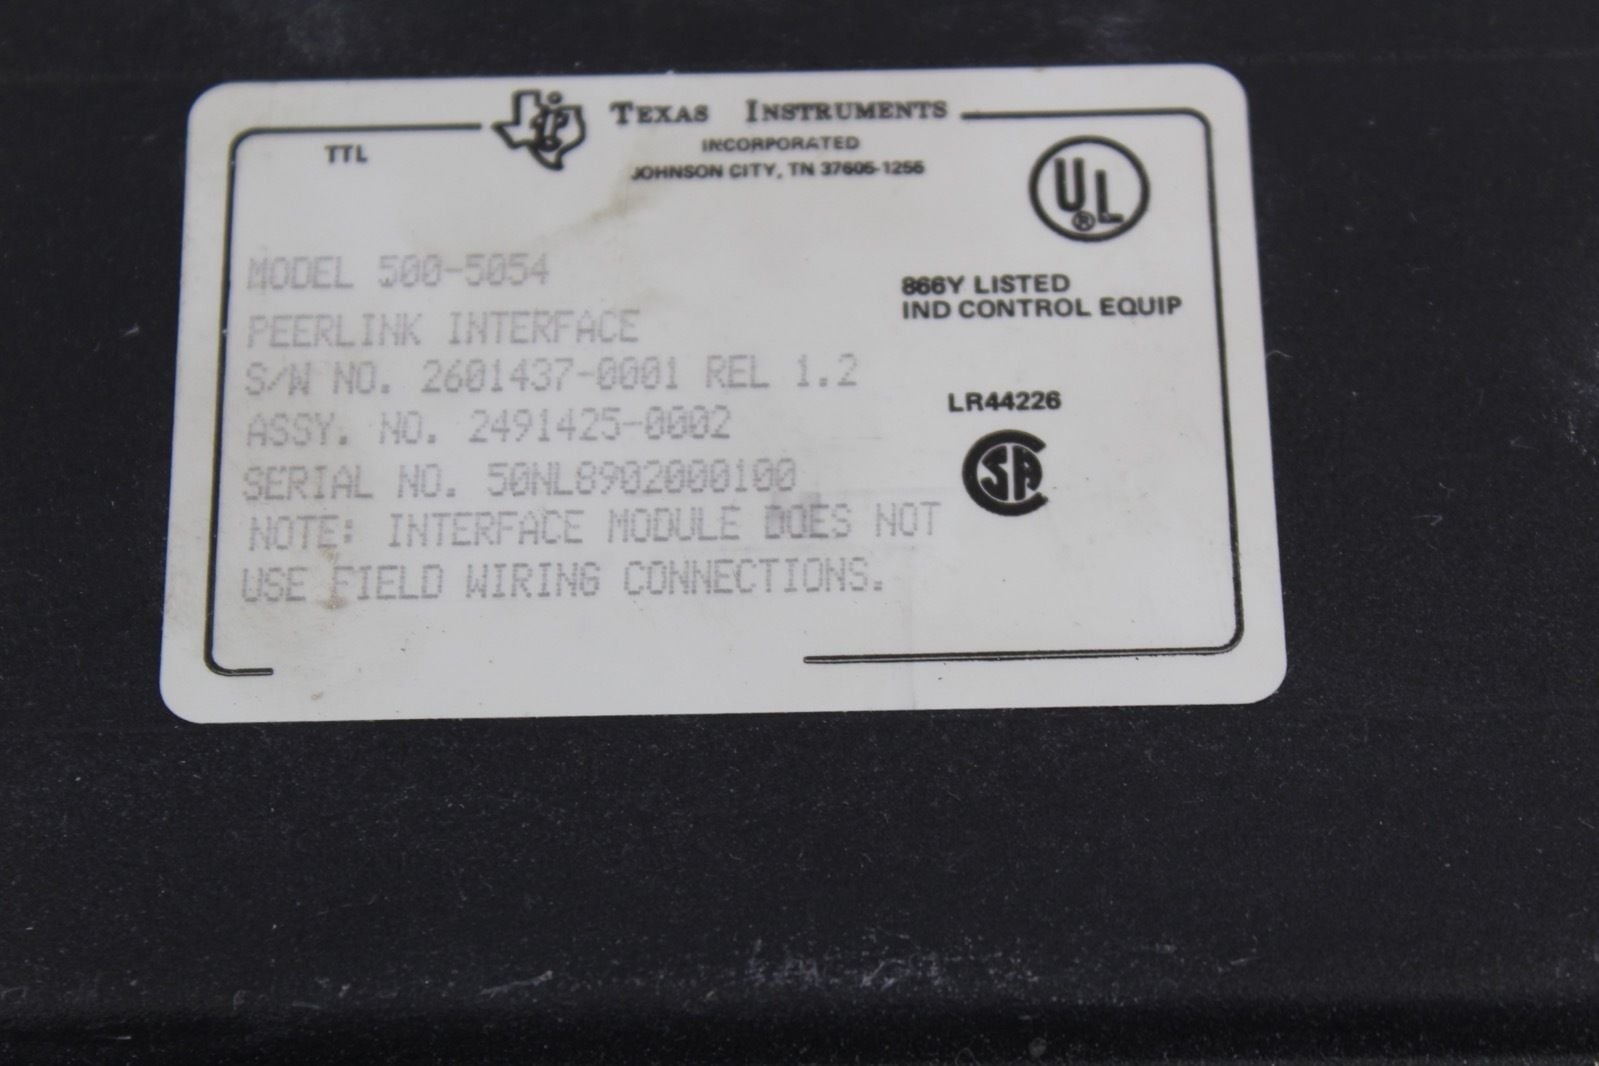 TTL
TEXAS INSTRUMENTS
INCORPORATED
JOHNSON CITY, TN 37605-1256
UL
®
MODEL 500-5054
866Y LISTED
IND CONTROL EQUIP
PEERLINK INTERFACE
S/W NO. 2601437-0001 REL 1.2
LR44226
ASSY. NO. 2491425-0002
SA
SERIAL NO. 50NL8902000100
NOTE: INTERFACE MODULE DOES NOT
USE FIELD WIRING CONNECTIONS.